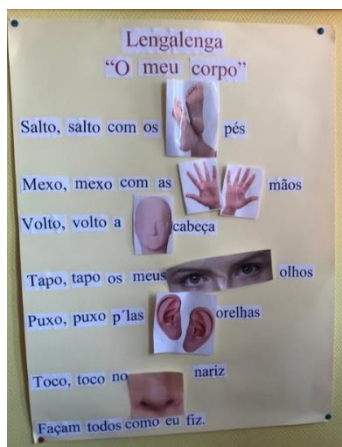 Lengalenga
“O meu corpo”
Salto, salto com os pés
Mexo, mexo com as mãos
Volto, volto a cabeça
Tapo, tapo os meus olhos
Puxo, puxo p´las orelhas
Toco, toco no nariz
Façam todos como eu fiz.